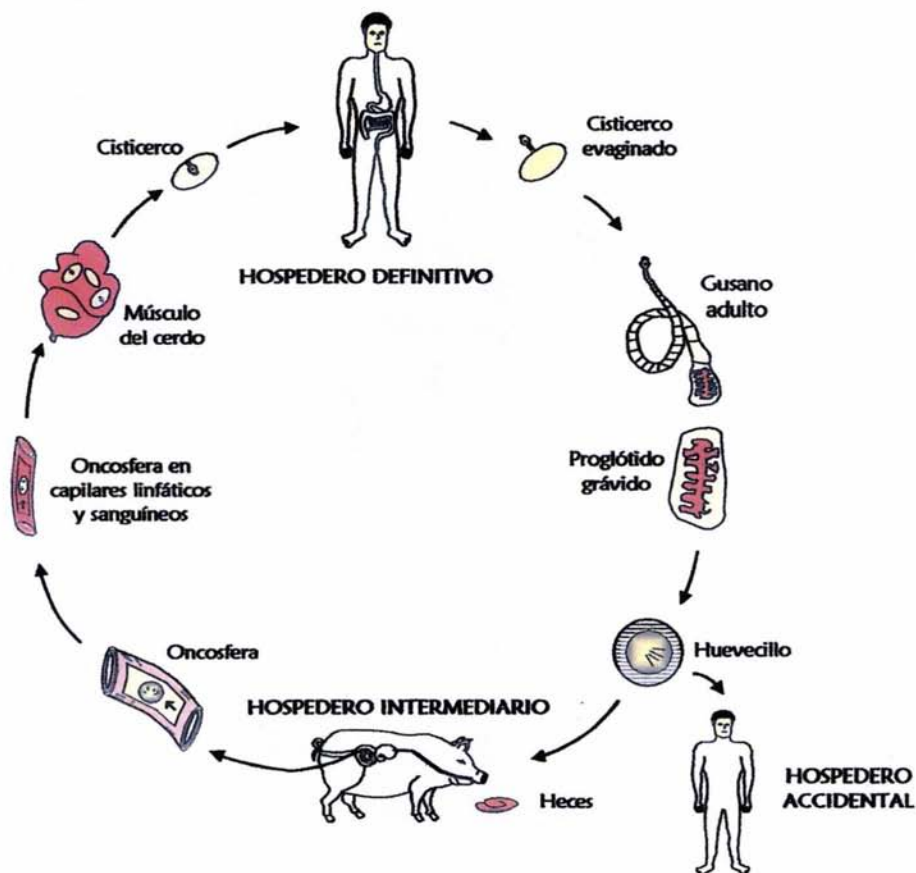 Cisticerco
Cisticerco
evaginado
HOSPEDERO DEFINITIVO
Gusano
adulto
Músculo
del cerdo
Proglótido
grávido
Oncosfera en
capilares linfáticos
y sanguíneos
Huevecillo
Oncosfera
HOSPEDERO INTERMEDIARIO
Heces
HOSPEDERO
ACCIDENTAL